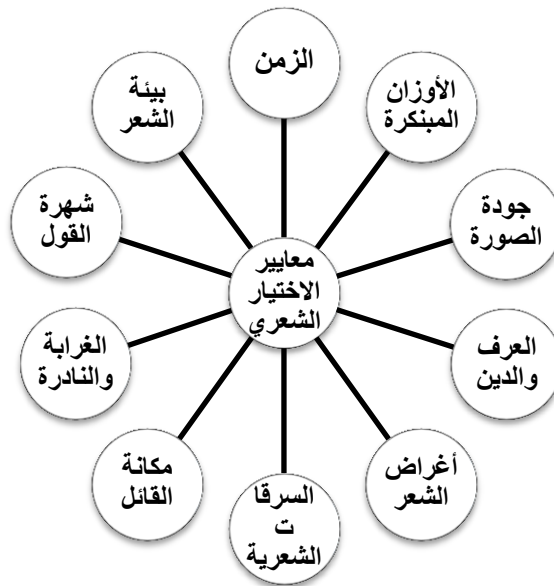 الزمن
الأوزان
المبنكرة
جودة
الصورة
العرف
والدين
أغراض
الشعر
السرقا
ت
الشعرية
مكانة
القائل
الغرابة
والنادرة
شهرة
القول
بيئة
الشعر
معايير
الاختيار
الشعري